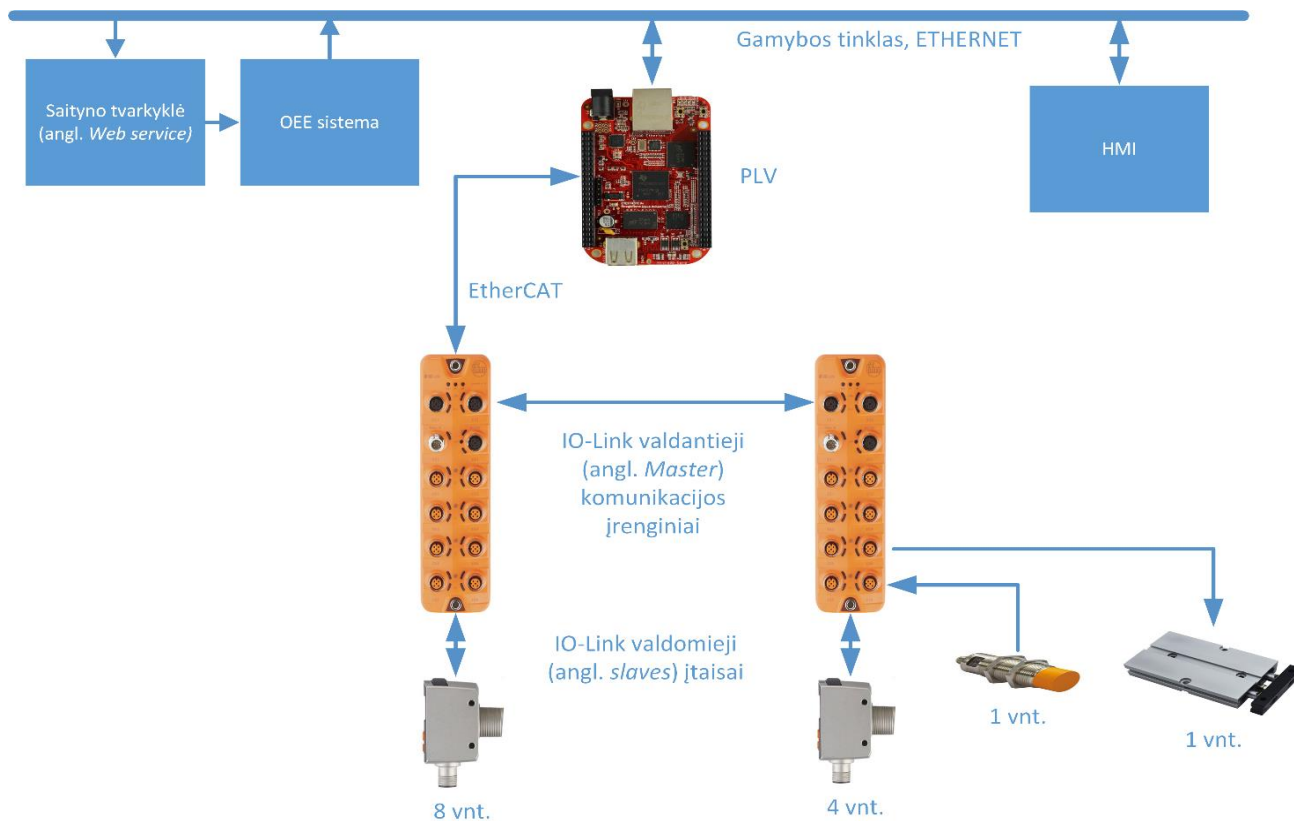 Gamybos tinklas, ETHERNET
Saityno tvarkyklė
(angl. Web service)
OEE sistema
HMI
PLV
EtherCAT
IO-Link valdantieji
(angl. Master)
komunikacijos
įrenginiai
IO-Link valdomieji
(angl. slaves) įtaisai
1 vnt.
1 vnt.
8 vnt.
4 vnt.